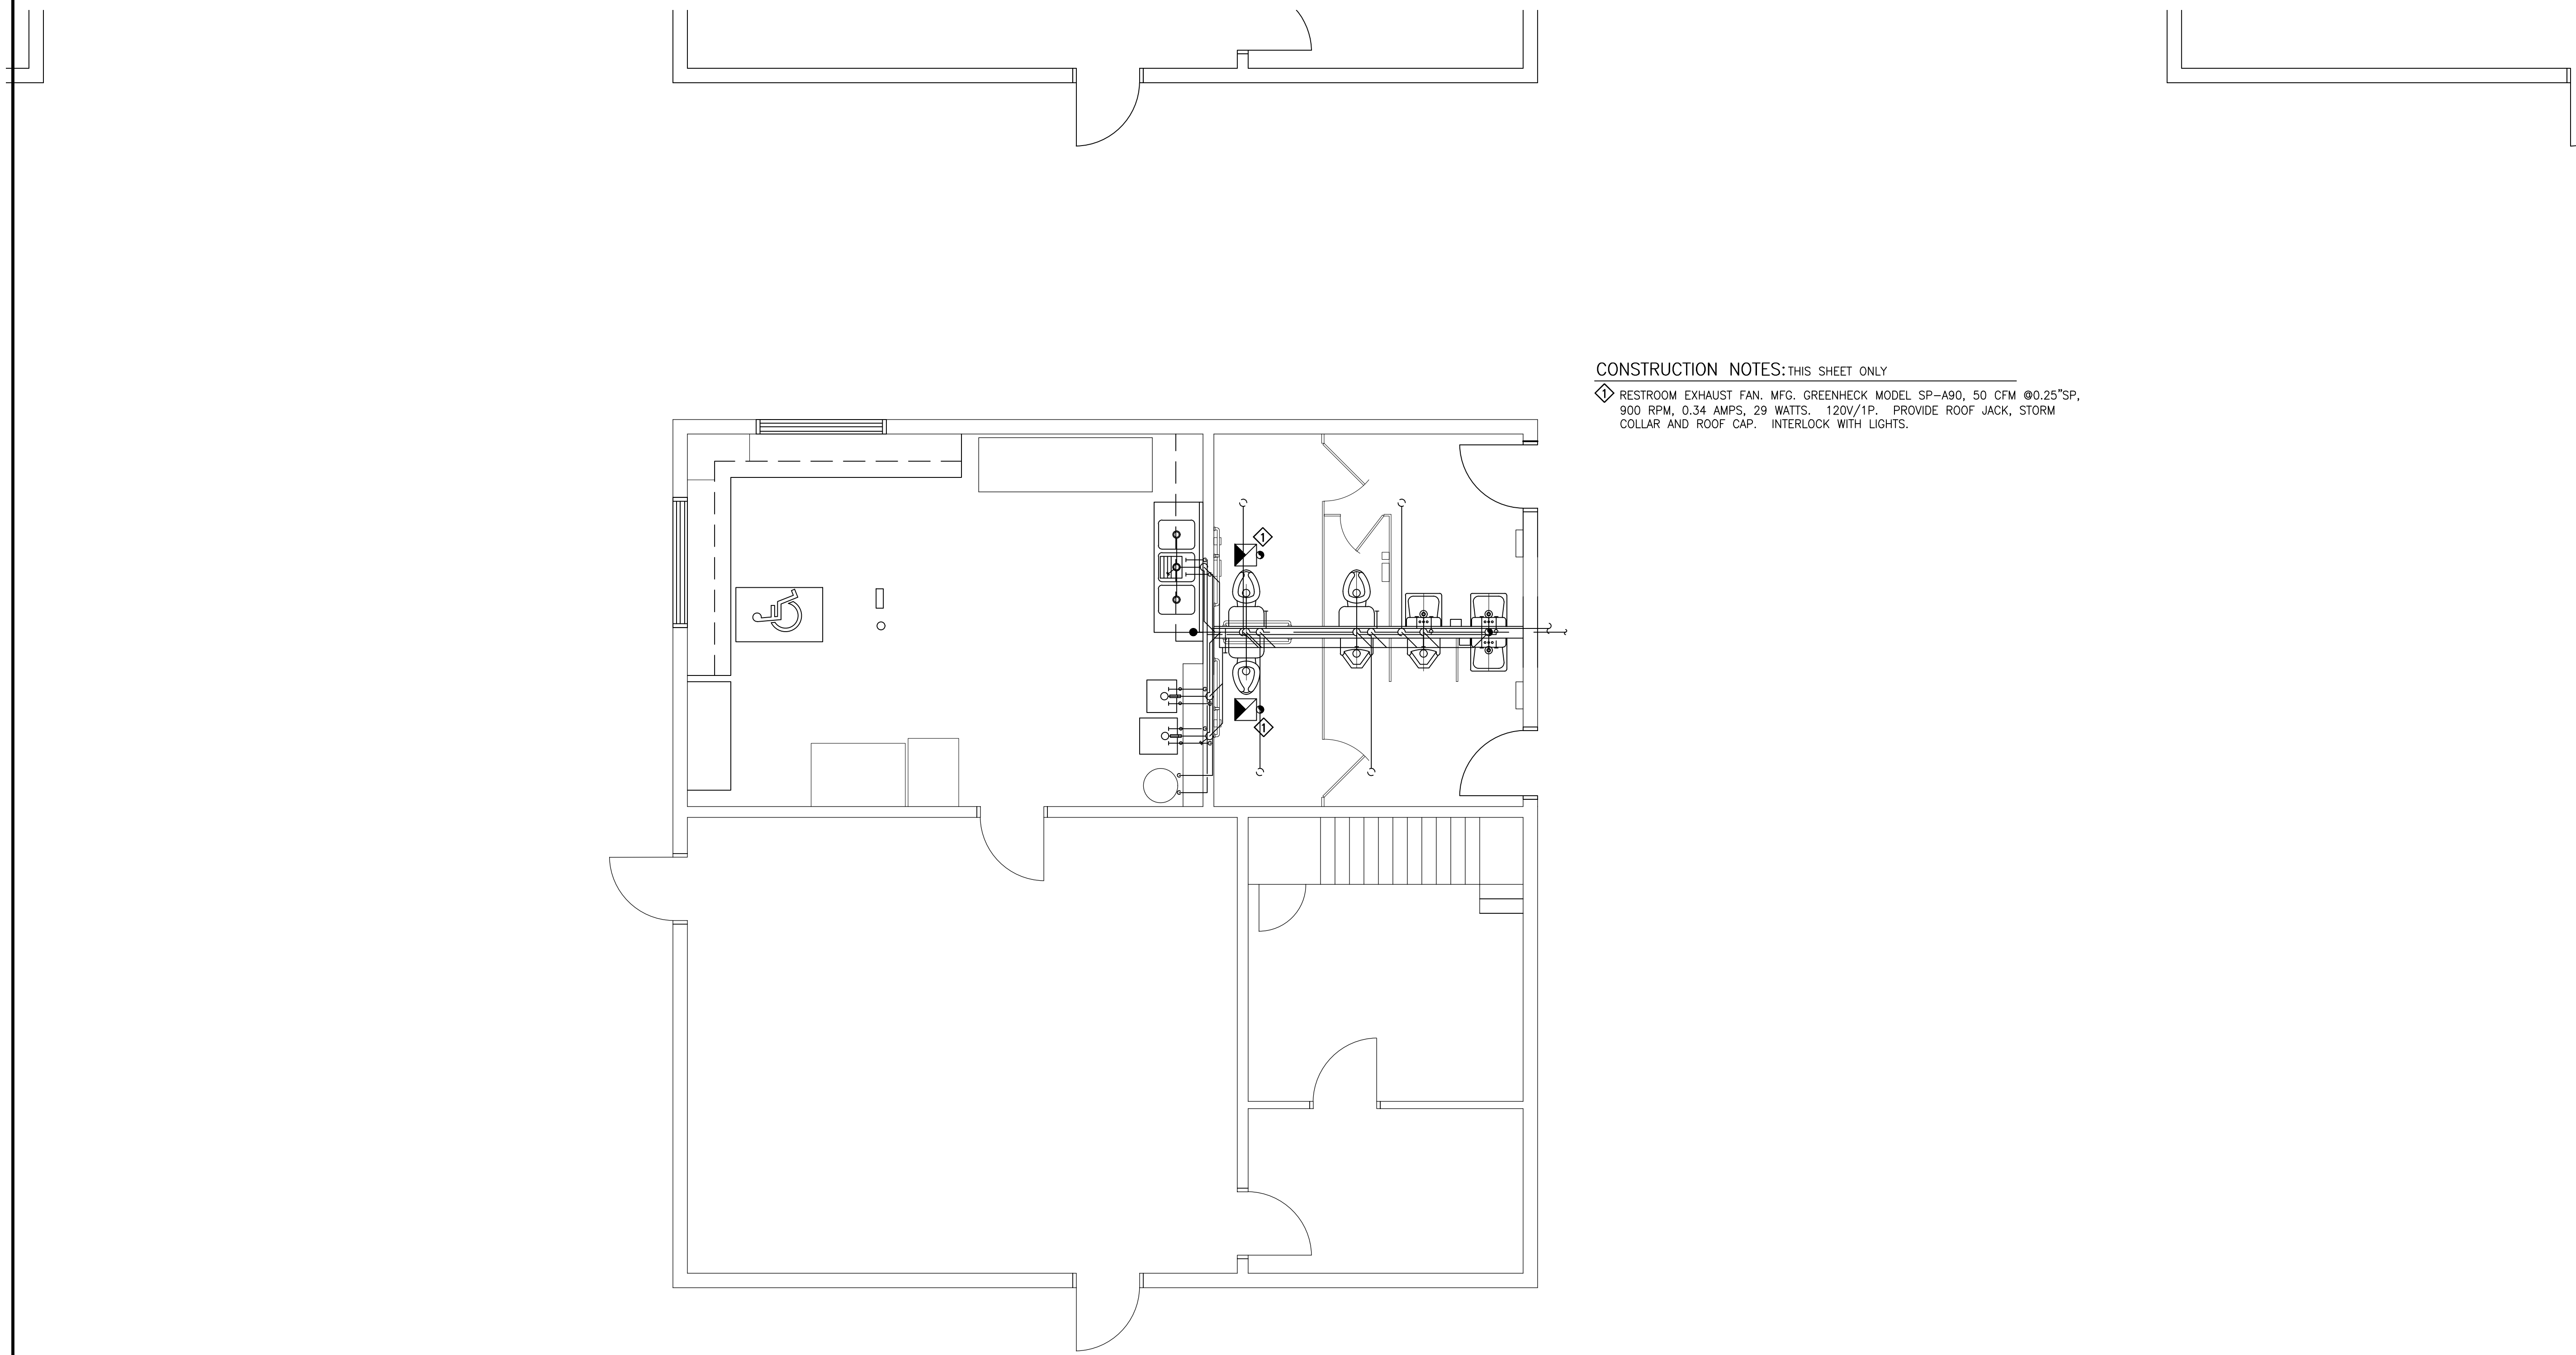 CONSTRUCTION NOTES: THIS SHEET ONLY
1 RESTROOM EXHAUST FAN. MFG. GREENHECK MODEL SP-A90, 50 CFM @0.25"SP,
900 RPM, 0.34 AMPS, 29 WATTS. 120V/1P. PROVIDE ROOF JACK, STORM
COLLAR AND ROOF CAP. INTERLOCK WITH LIGHTS.
1
1